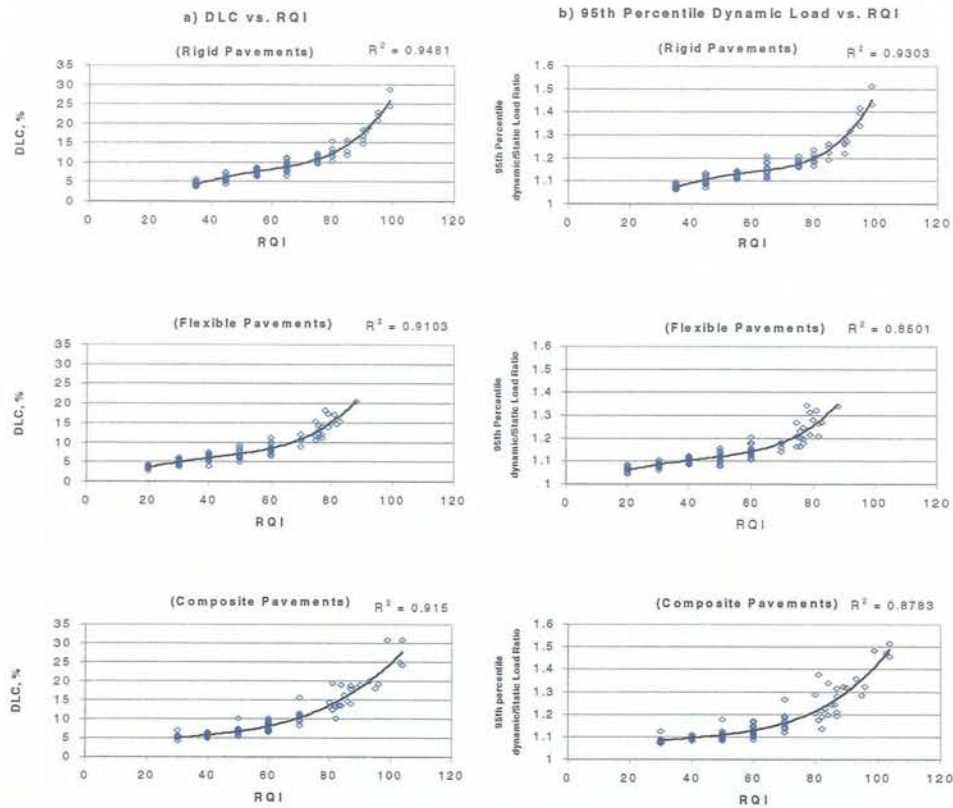 a) DLC vs. RQI
b) 95th Percentile Dynamic Load vs. RQI
(Rigid Pavements)
R² = 0.9481
DLC, %
35
30
25
20
15
10
5
0
0 20 40 60 80 100 120
RQI
(Rigid Pavements)
R² = 0.9303
95th Percentile
dynamic/Static Load Ratio
1.6
1.5
1.4
1.3
1.2
1.1
1
0 20 40 60 80 100 120
RQI
(Flexible Pavements)
R² = 0.9103
DLC, %
35
30
25
20
15
10
5
0
0 20 40 60 80 100 120
RQI
(Flexible Pavements)
R² = 0.8501
95th Percentile
dynamic/Static Load Ratio
1.6
1.5
1.4
1.3
1.2
1.1
1
0 20 40 60 80 100 120
RQI
(Composite Pavements)
R² = 0.915
DLC, %
35
30
25
20
15
10
5
0
0 20 40 60 80 100 120
RQI
(Composite Pavements)
R² = 0.8783
95th percentile
dynamic/Static Load Ratio
1.6
1.5
1.4
1.3
1.2
1.1
1
0 20 40 60 80 100 120
RQI